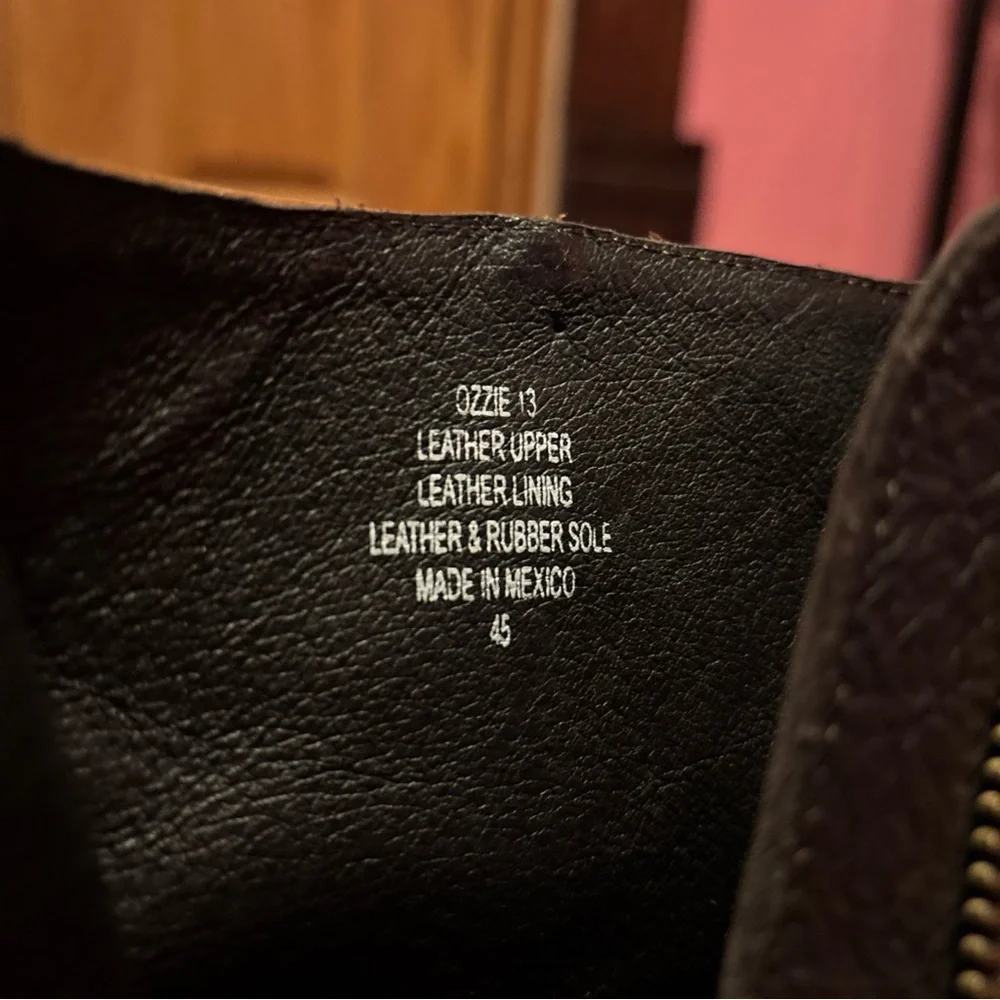 OZZIE 13
LEATHER UPPER
LEATHER LINING
LEATHER & RUBBER SOLE
MADE IN MEXICO
45